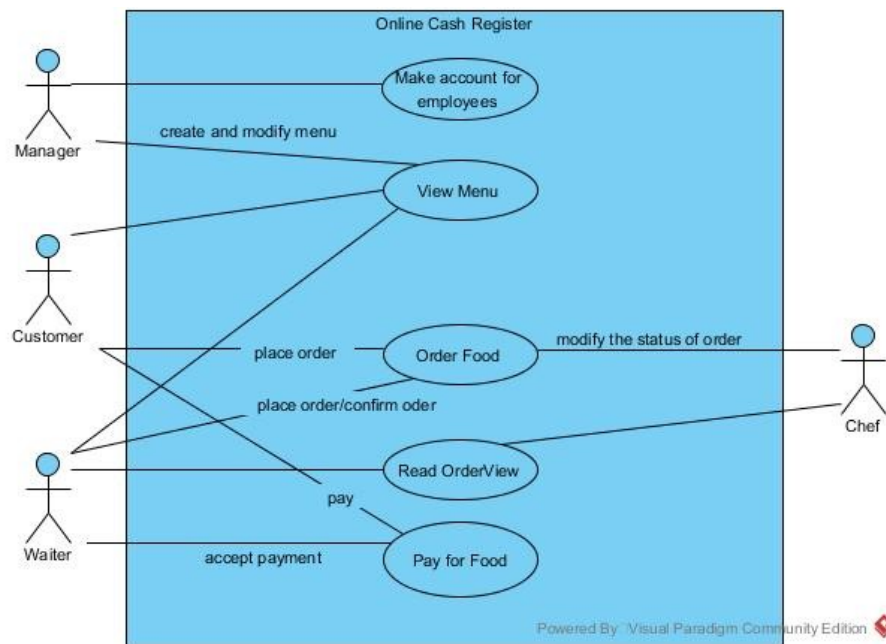 Online Cash Register
Make account for
employees
Manager
create and modify menu
View Menu
Customer
place order
Order Food
modify the status of order
place order/confirm oder
Chef
Read OrderView
pay
Waiter
accept payment
Pay for Food
Powered By Visual Paradigm Community Edition